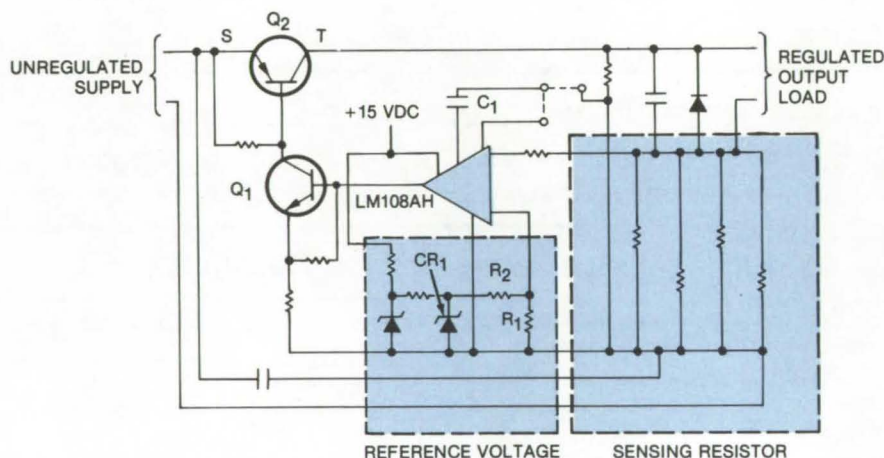 Q2
S
T
UNREGULATED
SUPPLY
REGULATED
OUTPUT
LOAD
C1
+15 VDC
Q1
LM108AH
CR1
R2
R1
REFERENCE VOLTAGE
SENSING RESISTOR